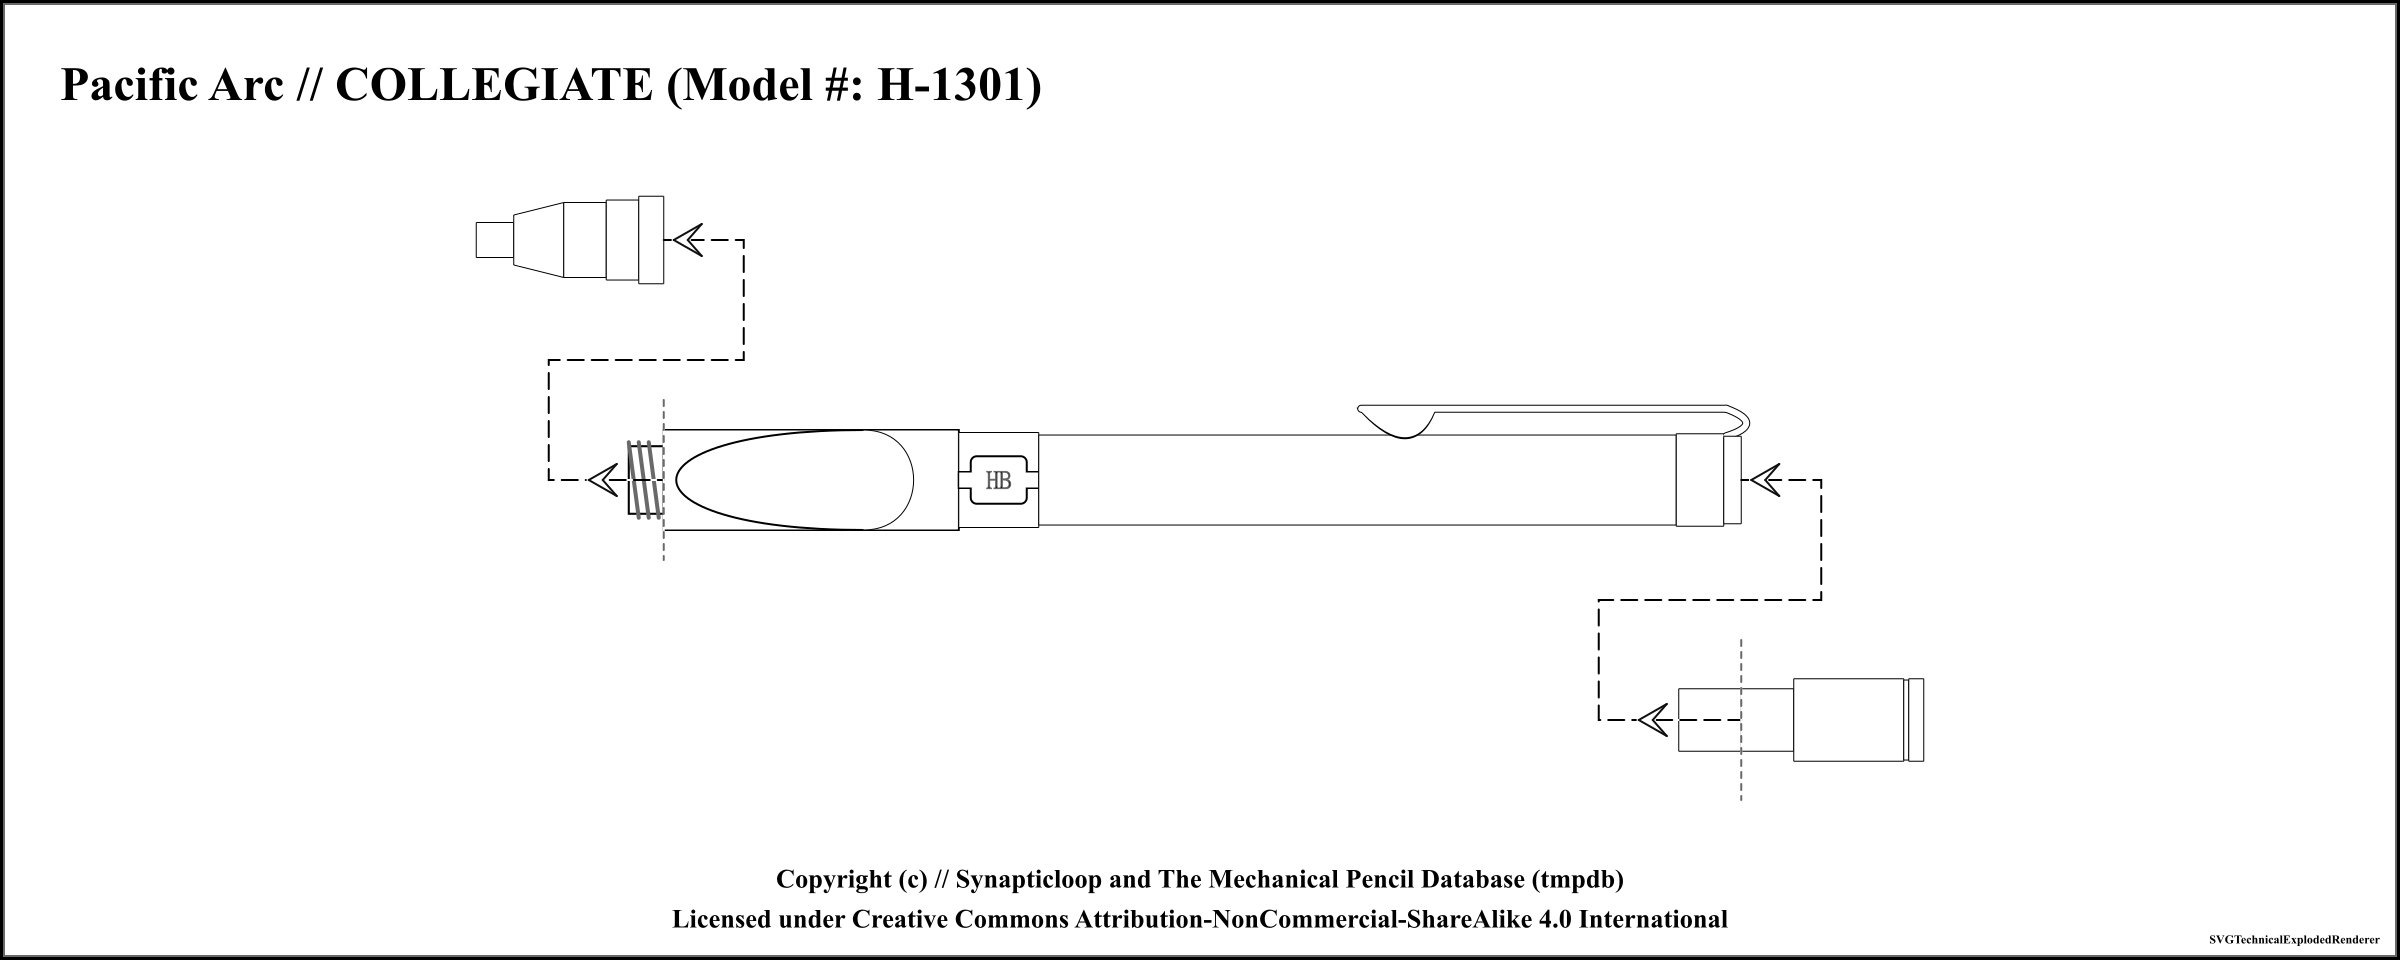 Pacific Arc // COLLEGIATE (Model #: H-1301)
HB
Copyright (c) // Synapticloop and The Mechanical Pencil Database (tmpdb)
Licensed under Creative Commons Attribution-NonCommercial-ShareAlike 4.0 International
SVGTechnicalExplodedRenderer